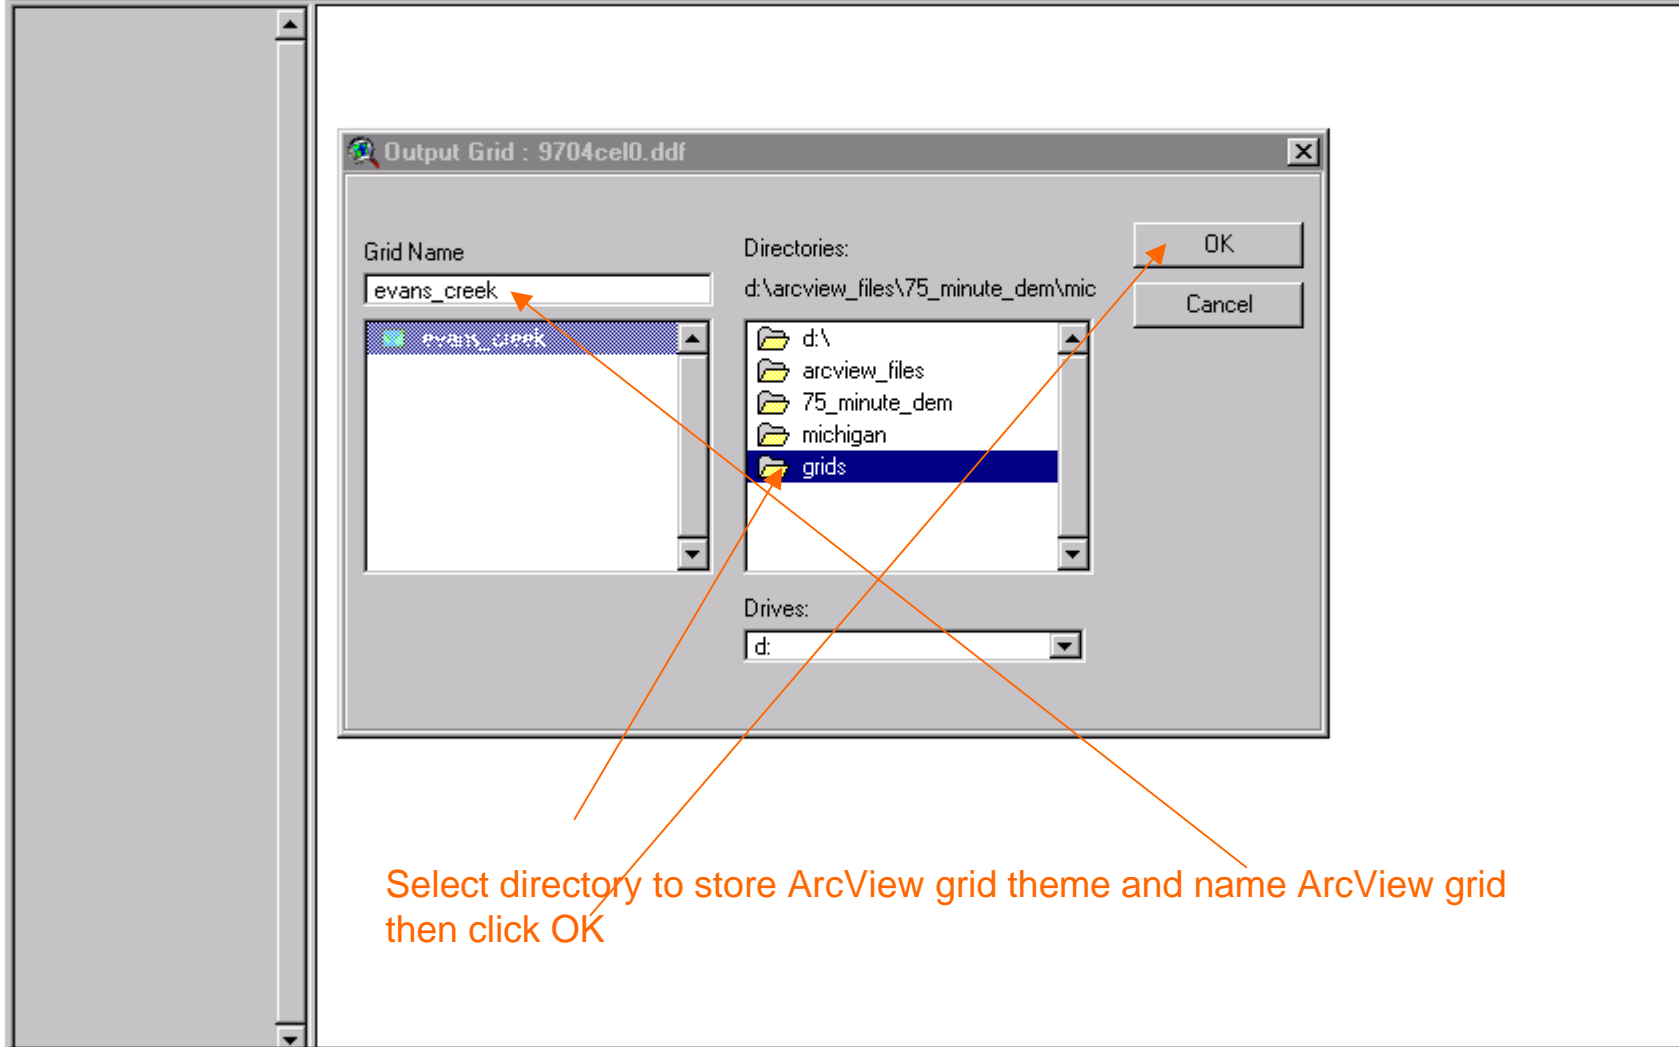 Output Grid : 9704cel0.ddf
Grid Name
evans_creek
evans_creek
Directories:
d:\arcview_files\75_minute_dem\mic
d:\
arcview_files
75_minute_dem
michigan
grids
Drives:
d:
OK
Cancel
Select directory to store ArcView grid theme and name ArcView grid
then click OK